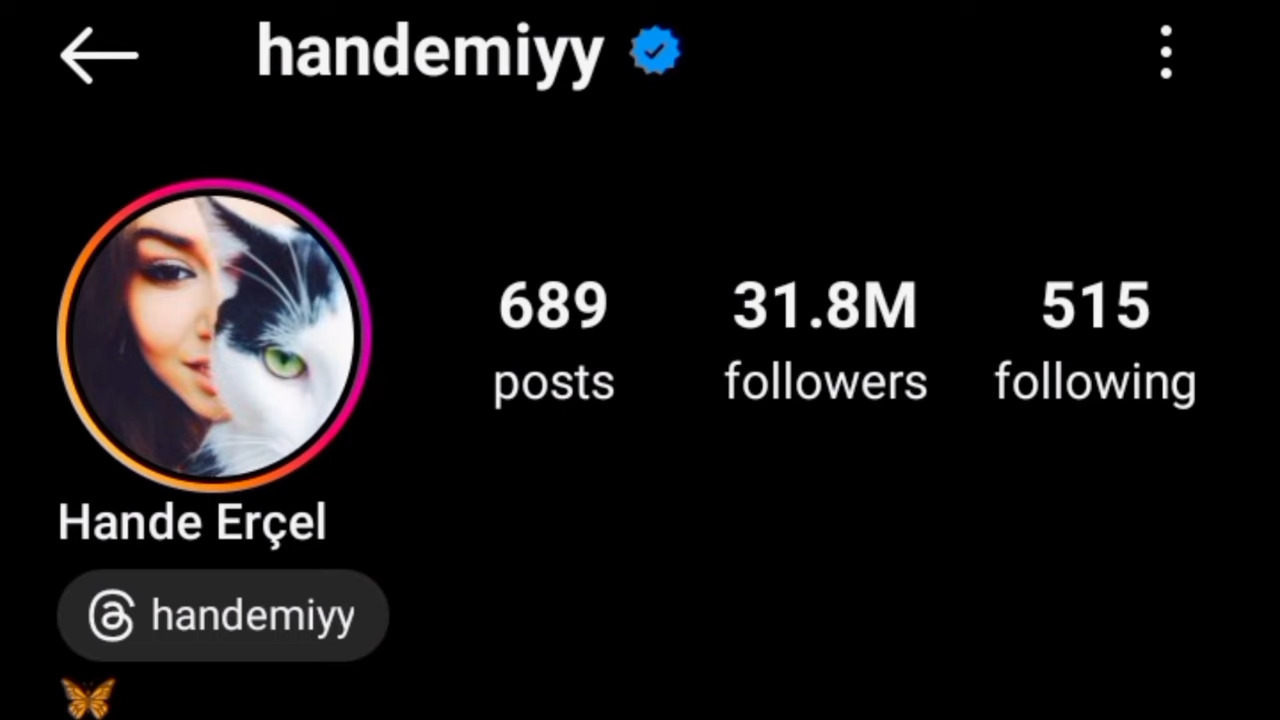 handemiyy
689 31.8M 515
posts followers following
Hande Erçel
handemiyy
🦋